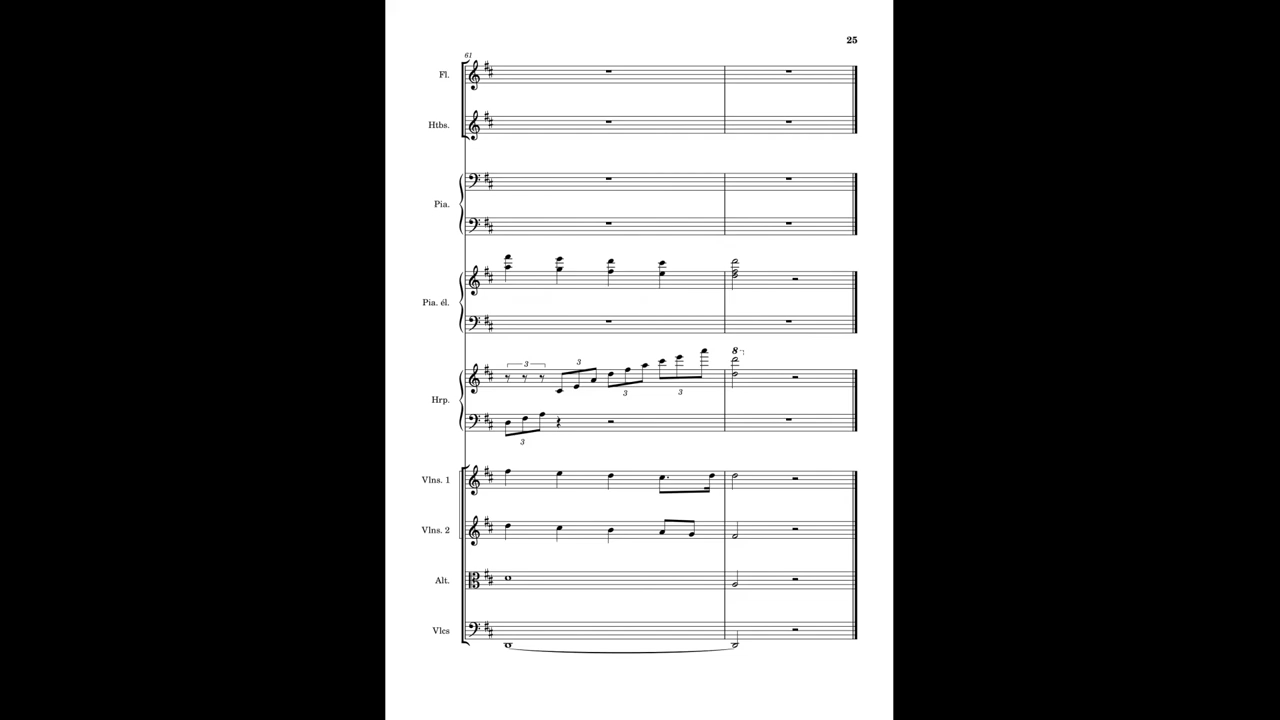 25
61
Fl.
Htbs.
Pia.
Pia. él.
8
3
3
Hrp.
3
3
3
Vlns. 1
Vlns. 2
Alt.
Vlcs